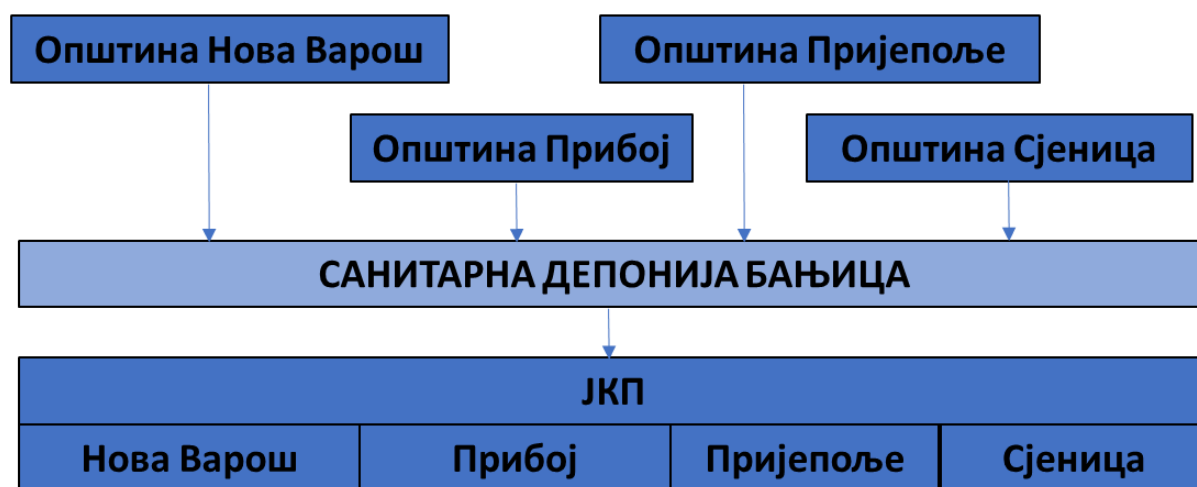 Општина Нова Варош
Општина Пријепоље
Општина Прибој
Општина Сјеница
САНИТАРНА ДЕПОНИЈА БАЊИЦА
ЈКП
Нова Варош
Прибој
Пријепоље
Сјеница